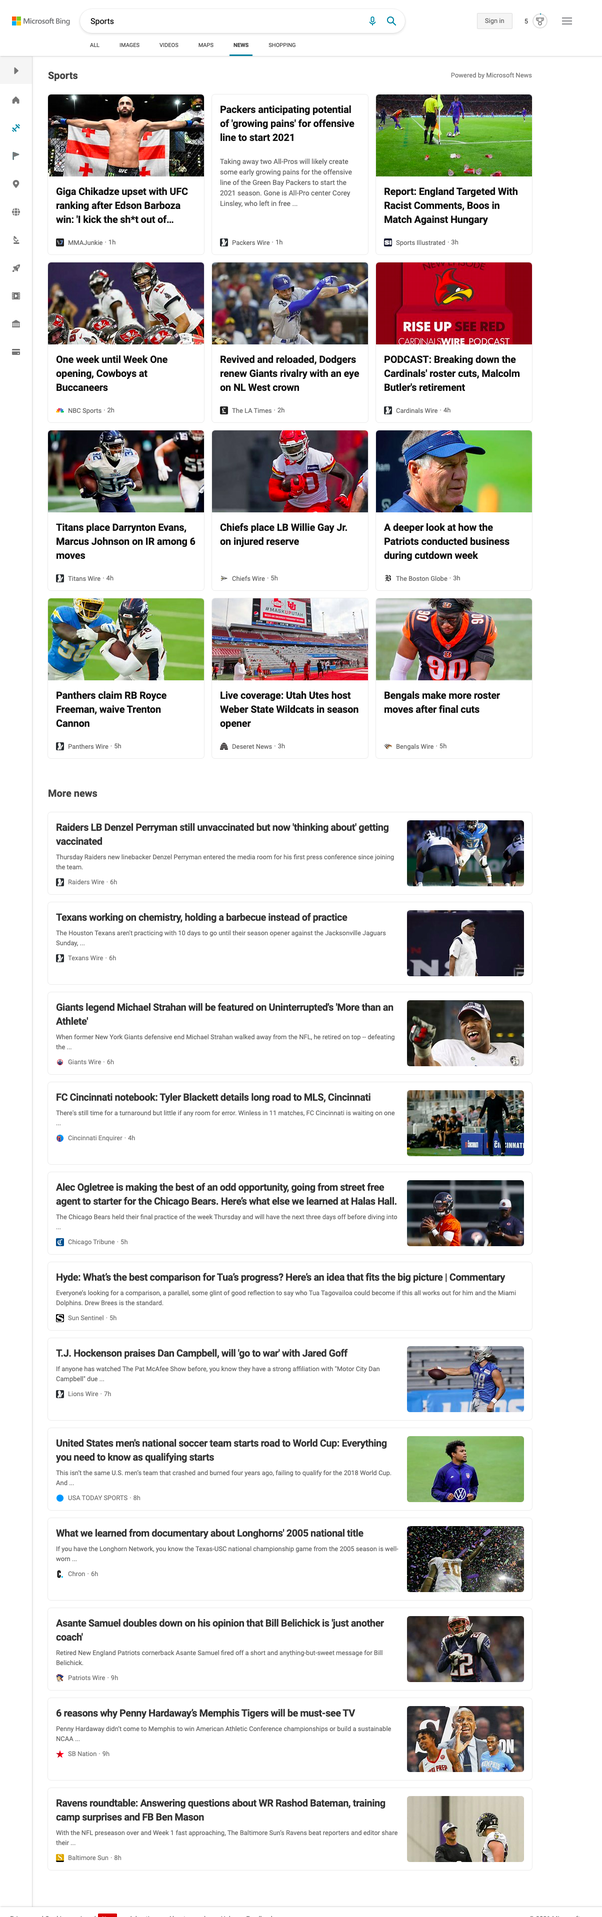 Microsoft Bing
Sports
Sign in
5
ALL
IMAGES
VIDEOS
MAPS
NEWS
SHOPPING
Sports
Powered by Microsoft News
Giga Chikadze upset with UFC
ranking after Edson Barboza
win: 'I kick the sh*t out of...
MMAJunkie · 1h
Packers anticipating potential
of 'growing pains' for offensive
line to start 2021
Taking away two All-Pros will likely create
some early growing pains for the offensive
line of the Green Bay Packers to start the
2021 season. Gone is All-Pro center Corey
Linsley, who left in free ...
Packers Wire · 1h
Report: England Targeted With
Racist Comments, Boos in
Match Against Hungary
Sports Illustrated · 3h
One week until Week One
opening, Cowboys at
Buccaneers
NBC Sports · 2h
Revived and reloaded, Dodgers
renew Giants rivalry with an eye
on NL West crown
The LA Times · 2h
RISE UP SEE RED
CARDINALSWIRE PODCAST
PODCAST: Breaking down the
Cardinals' roster cuts, Malcolm
Butler's retirement
Cardinals Wire · 4h
32
Titans place Darrynton Evans,
Marcus Johnson on IR among 6
moves
Titans Wire · 4h
Chiefs place LB Willie Gay Jr.
on injured reserve
Chiefs Wire · 5h
A deeper look at how the
Patriots conducted business
during cutdown week
The Boston Globe · 3h
Panthers claim RB Royce
Freeman, waive Trenton
Cannon
Panthers Wire · 5h
#MASKUPUTAH
Live coverage: Utah Utes host
Weber State Wildcats in season
opener
Deseret News · 3h
90
Bengals make more roster
moves after final cuts
Bengals Wire · 5h
More news
Raiders LB Denzel Perryman still unvaccinated but now 'thinking about' getting
vaccinated
Thursday Raiders new linebacker Denzel Perryman entered the media room for his first press conference since joining
the team.
Raiders Wire · 6h
Texans working on chemistry, holding a barbecue instead of practice
The Houston Texans aren't practicing with 10 days to go until their season opener against the Jacksonville Jaguars
Sunday, ...
Texans Wire · 6h
Giants legend Michael Strahan will be featured on Uninterrupted's 'More than an
Athlete'
When former New York Giants defensive end Michael Strahan walked away from the NFL, he retired on top – defeating
the ...
Giants Wire · 6h
FC Cincinnati notebook: Tyler Blackett details long road to MLS, Cincinnati
There's still time for a turnaround but little if any room for error. Winless in 11 matches, FC Cincinnati is waiting on one
...
Cincinnati Enquirer · 4h
Alec Ogletree is making the best of an odd opportunity, going from street free
agent to starter for the Chicago Bears. Here's what else we learned at Halas Hall.
The Chicago Bears held their final practice of the week Thursday and will have the next three days off before diving into
...
Chicago Tribune · 5h
Hyde: What's the best comparison for Tua's progress? Here's an idea that fits the big picture | Commentary
Everyone's looking for a comparison, a parallel, some glint of good reflection to say who Tua Tagovailoa could become if this all works out for him and the Miami
Dolphins. Drew Brees is the standard.
Sun Sentinel · 5h
T.J. Hockenson praises Dan Campbell, will 'go to war' with Jared Goff
If anyone has watched The Pat McAfee Show before, you know they have a strong affiliation with "Motor City Dan
Campbell" due ...
Lions Wire · 7h
United States men's national soccer team starts road to World Cup: Everything
you need to know as qualifying starts
This isn't the same U.S. men's team that crashed and burned four years ago, failing to qualify for the 2018 World Cup.
And ...
USA TODAY SPORTS · 8h
What we learned from documentary about Longhorns' 2005 national title
If you have the Longhorn Network, you know the Texas-USC national championship game from the 2005 season is well-
worn ...
Chron · 6h
Asante Samuel doubles down on his opinion that Bill Belichick is 'just another
coach'
Retired New England Patriots cornerback Asante Samuel fired off a short and anything-but-sweet message for Bill
Belichick.
Patriots Wire · 9h
22
6 reasons why Penny Hardaway's Memphis Tigers will be must-see TV
Penny Hardaway didn't come to Memphis to win American Athletic Conference championships or build a sustainable
NCAA ...
SB Nation · 9h
Ravens roundtable: Answering questions about WR Rashod Bateman, training
camp surprises and FB Ben Mason
With the NFL preseason over and Week 1 fast approaching, The Baltimore Sun's Ravens beat reporters and editor share
their ...
Baltimore Sun · 8h